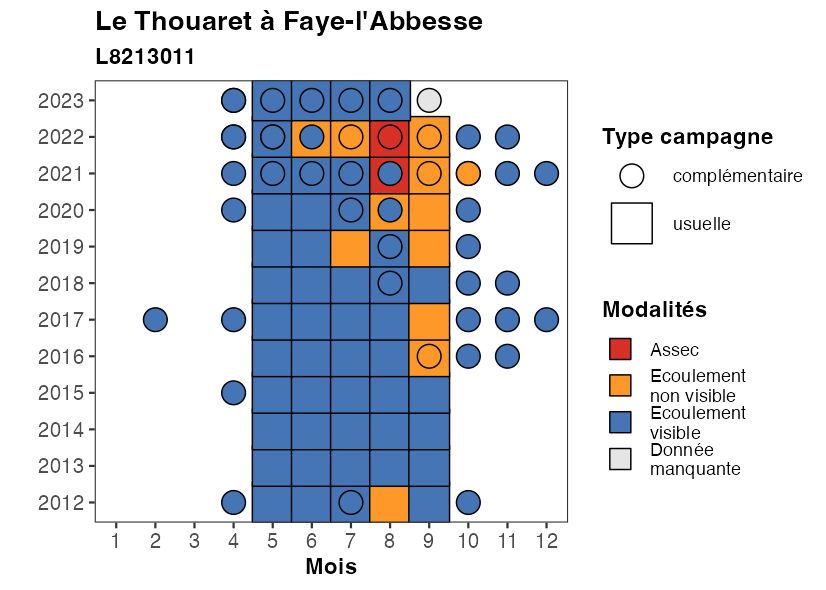 Le Thouaret à Faye-l'Abbesse
L8213011
2023
2022
2021
2020
2019
2018
2017
2016
2015
2014
2013
2012
1 2 3 4 5 6 7 8 9 10 11 12
Mois
Type campagne
complémentaire
usuelle
Modalités
Assec
Ecoulement
non visible
Ecoulement
visible
Donnée
manquante